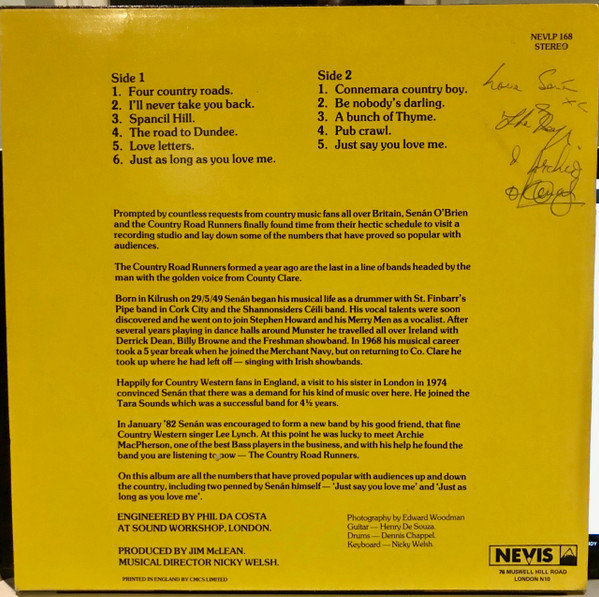 NEVLP 168
STEREO
Side 1
1. Four country roads.
2. I'll never take you back.
3. Spancil Hill.
4. The road to Dundee.
5. Love letters.
6. Just as long as you love me.
Side 2
1. Connemara country boy.
2. Be nobody's darling.
3. A bunch of Thyme.
4. Pub crawl.
5. Just say you love me.
Love Senán
Prompted by countless requests from country music fans all over Britain, Senán O'Brien
and the Country Road Runners finally found time from their hectic schedule to visit a
recording studio and lay down some of the numbers that have proved so popular with
audiences.
The Country Road Runners formed a year ago are the last in a line of bands headed by the
man with the golden voice from County Clare.
Born in Kilrush on 29/5/49 Senán began his musical life as a drummer with St. Finbarr's
Pipe band in Cork City and the Shannonsiders Céili band. His vocal talents were soon
discovered and he went on to join Stephen Howard and his Merry Men as a vocalist. After
several years playing in dance halls around Munster he travelled all over Ireland with
Derrick Dean, Billy Browne and the Freshman showband. In 1968 his musical career
took a 5 year break when he joined the Merchant Navy, but on returning to Co. Clare he
took up where he had left off — singing with Irish showbands.
Happily for Country Western fans in England, a visit to his sister in London in 1974
convinced Senán that there was a demand for his kind of music over here. He joined the
Tara Sounds which was a successful band for 4½ years.
In January '82 Senán was encouraged to form a new band by his good friend, that fine
Country Western singer Lee Lynch. At this point he was lucky to meet Archie
MacPherson, one of the best Bass players in the business, and with his help he found the
band you are listening to now — The Country Road Runners.
On this album are all the numbers that have proved popular with audiences up and down
the country, including two penned by Senán himself — 'Just say you love me' and 'Just as
long as you love me'.
ENGINEERED BY PHIL DA COSTA
AT SOUND WORKSHOP, LONDON.
PRODUCED BY JIM McLEAN.
MUSICAL DIRECTOR NICKY WELSH.
PRINTED IN ENGLAND BY CMCS LIMITED
Photography by Edward Woodman
Guitar — Henry De Souza.
Drums — Dennis Chappel.
Keyboard — Nicky Welsh.
NEVIS
76 MUSWELL HILL ROAD
LONDON N10